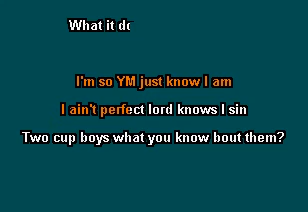 What it d
I'm so YM just know I am
I ain't perfect lord knows I sin
Two cup boys what you know bout them?